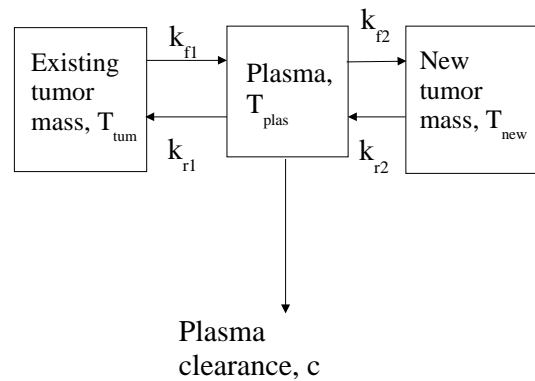 Existing
tumor
mass, T_tum
k_f1
k_r1
Plasma,
T_plas
k_f2
k_r2
New
tumor
mass, T_new
Plasma
clearance, c